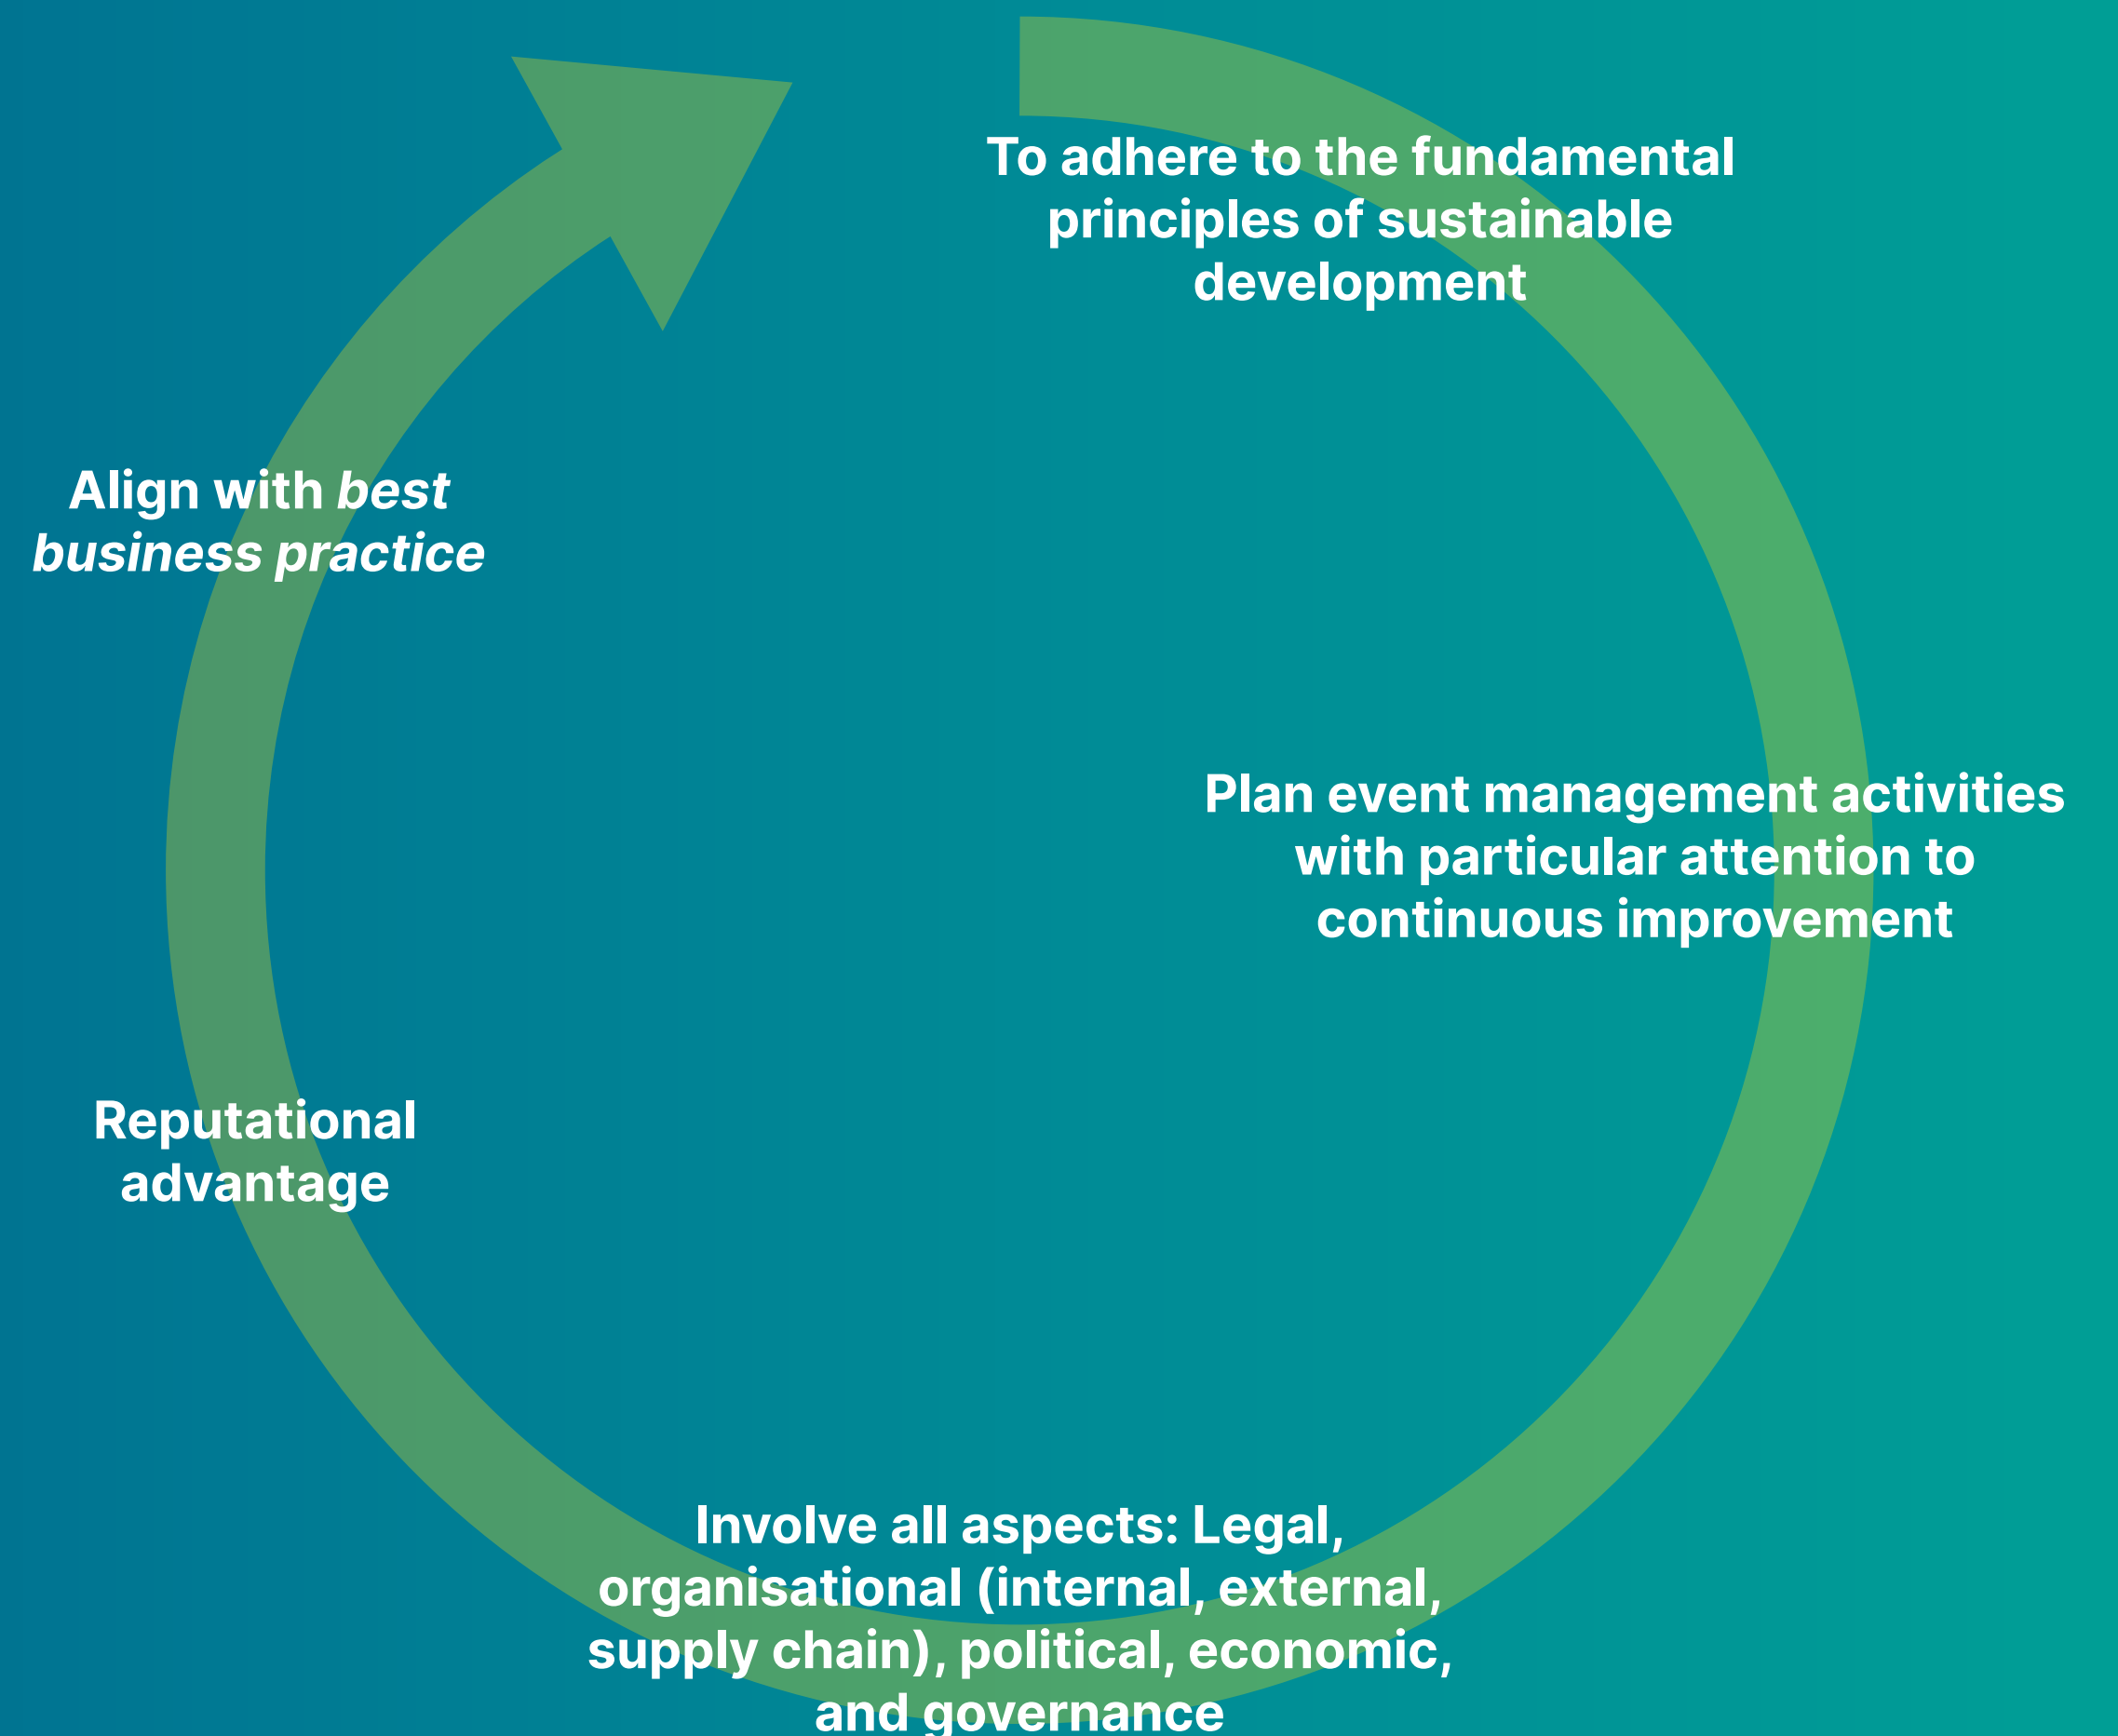 To adhere to the fundamental
principles of sustainable
development
Plan event management activities
with particular attention to
continuous improvement
Involve all aspects: Legal,
organisational (internal, external,
supply chain), political, economic,
and governance
Reputational
advantage
Align with best
business practice